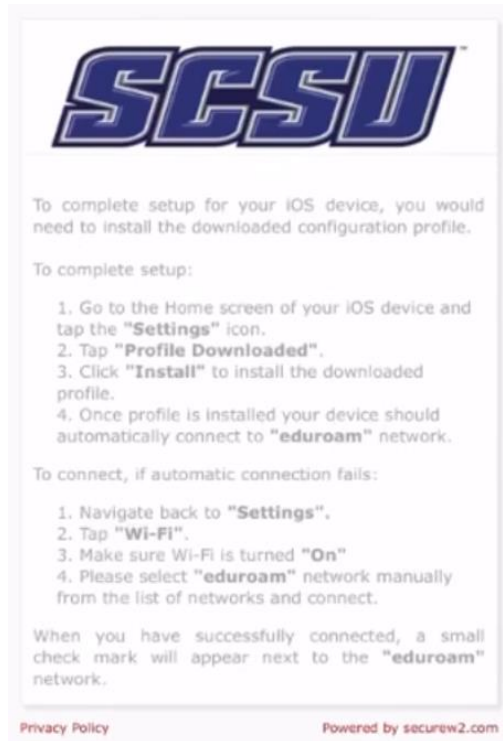 SCSU™
To complete setup for your iOS device, you would
need to install the downloaded configuration profile.
To complete setup:
1. Go to the Home screen of your iOS device and
tap the "Settings" icon.
2. Tap "Profile Downloaded".
3. Click "Install" to install the downloaded
profile.
4. Once profile is installed your device should
automatically connect to "eduroam" network.
To connect, if automatic connection fails:
1. Navigate back to "Settings".
2. Tap "Wi-Fi".
3. Make sure Wi-Fi is turned "On"
4. Please select "eduroam" network manually
from the list of networks and connect.
When you have successfully connected, a small
check mark will appear next to the "eduroam"
network.
Privacy Policy Powered by securew2.com